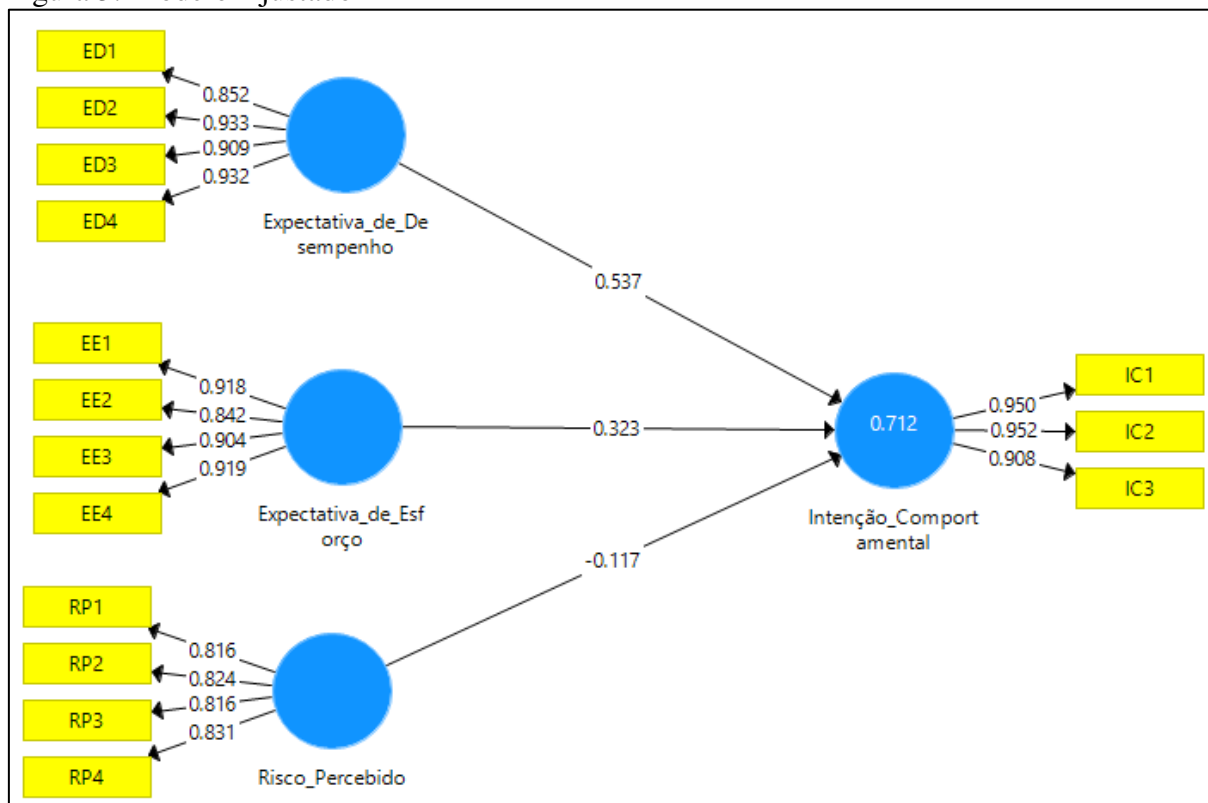 ED1
ED2
ED3
ED4
0.852
0.933
0.909
0.932
Expectativa_de_De
sempenho
0.537
EE1
EE2
EE3
EE4
0.918
0.842
0.904
0.919
Expectativa_de_Esf
orço
0.323
RP1
RP2
RP3
RP4
0.816
0.824
0.816
0.831
Risco_Percebido
-0.117
0.712
Intenção_Comport
amental
0.950
0.952
0.908
IC1
IC2
IC3